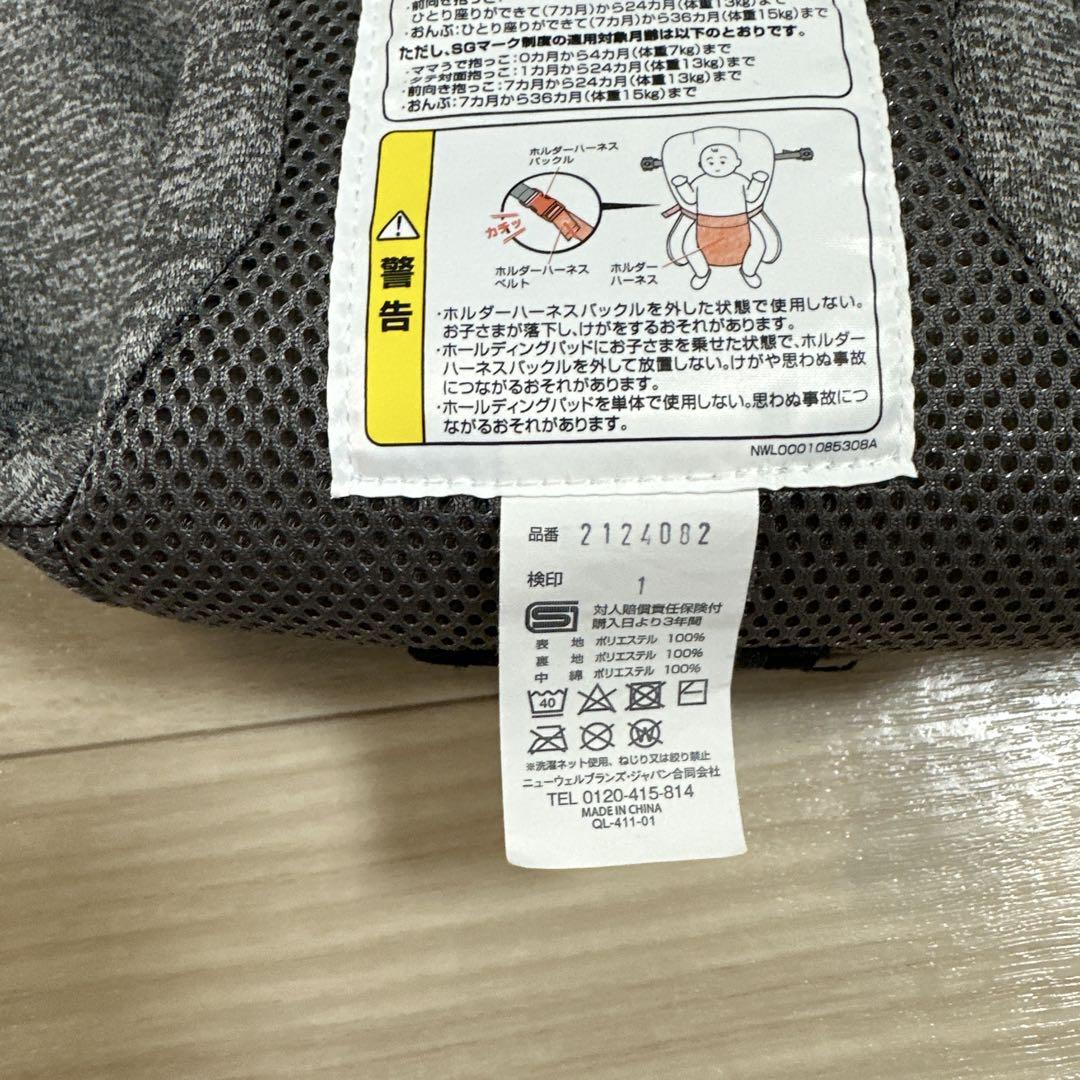 ・前向き抱っこ:
ひとり座りができて(7カ月)から24カ月(体重13kg)まで
・おんぶ:ひとり座りができて(7カ月)から36カ月(体重15kg)まで
ただし、SGマーク制度の適用対象月齢は以下のとおりです。
・ママうで抱っこ:0カ月から4カ月(体重7kg)まで
・タテ対面抱っこ:1カ月から24カ月(体重13kg)まで
・前向き抱っこ:7カ月から24カ月(体重13kg)まで
・おんぶ:7カ月から36カ月(体重15kg)まで
警告
ホルダーハーネス
バックル
カチッ
ホルダーハーネス
ベルト
ホルダー
ハーネス
・ホルダーハーネスバックルを外した状態で使用しない。
お子さまが落下し、けがをするおそれがあります。
・ホールディングパッドにお子さまを乗せた状態で、ホルダー
ハーネスバックルを外して放置しない。けがや思わぬ事故
につながるおそれがあります。
・ホールディングパッドを単体で使用しない。思わぬ事故につ
ながるおそれがあります。
NWL0001085308A
品番 2124082
検印 1
対人賠償責任保険付
購入日より3年間
表地 ポリエステル 100%
裏地 ポリエステル 100%
中綿 ポリエステル 100%
40
W
※洗濯ネット使用、ねじり又は絞り禁止
ニューウェルブランズ・ジャパン合同会社
TEL 0120-415-814
MADE IN CHINA
QL-411-01